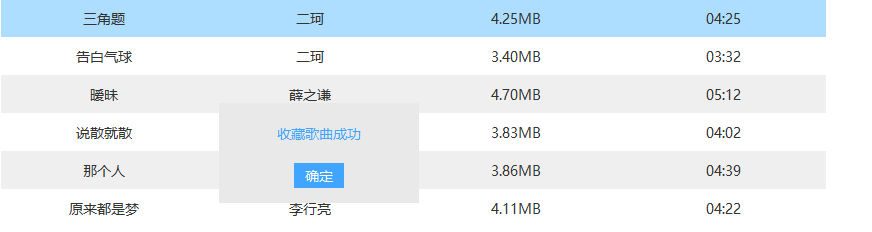 三角题 二珂 4.25MB 04:25
告白气球 二珂 3.40MB 03:32
暧昧 薛之谦 4.70MB 05:12
说散就散 3.83MB 04:02
收藏歌曲成功
那个人 3.86MB 04:39
确定
原来都是梦 李行亮 4.11MB 04:22